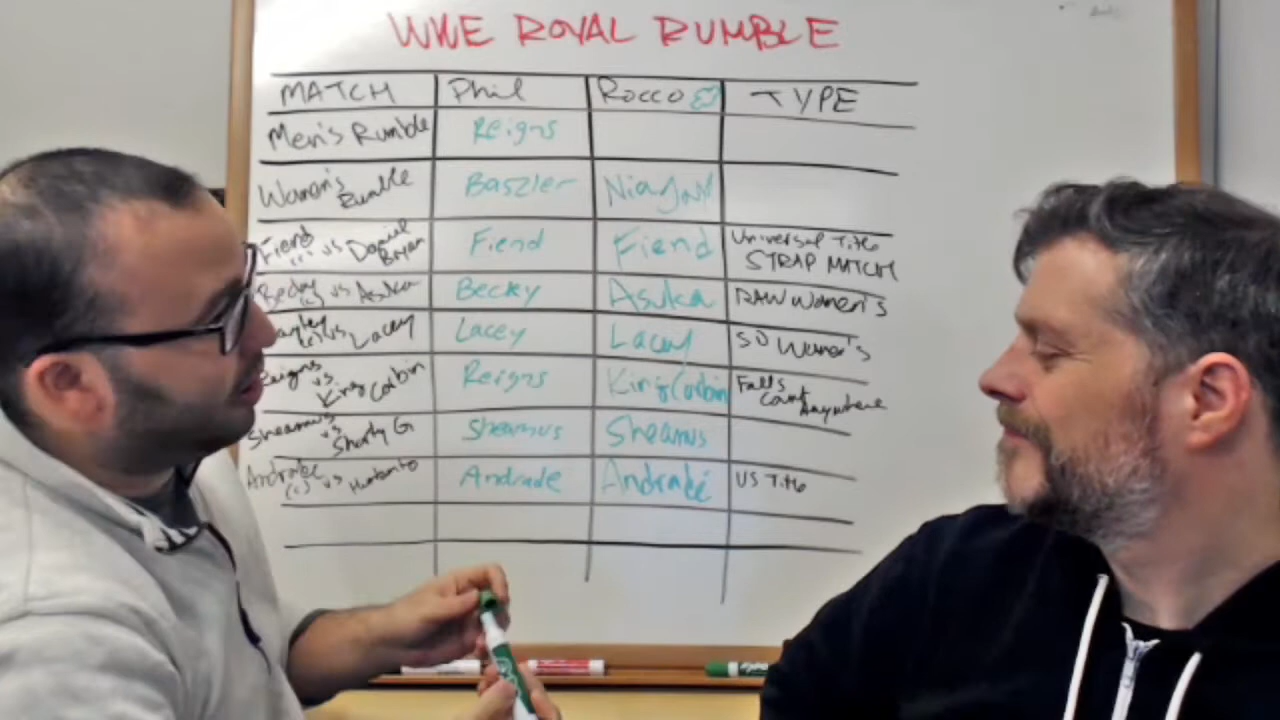 WWE ROYAL RUMBLE
MATCH Phil Rocco TYPE
Men's Rumble Reigns
Women's Rumble Baszler Nia Jax
Fiend (c) vs Daniel Bryan Fiend Fiend Universal Title STRAP MATCH
Becky (c) vs Asuka Becky Asuka RAW Women's
(c) vs Lacey Lacey Lacey SD Women's
Reigns vs King Corbin Reigns King Corbin Falls Count Anywhere
Sheamus vs Shorty G Sheamus Sheamus
Andrade (c) vs Humberto Andrade Andrade US Title